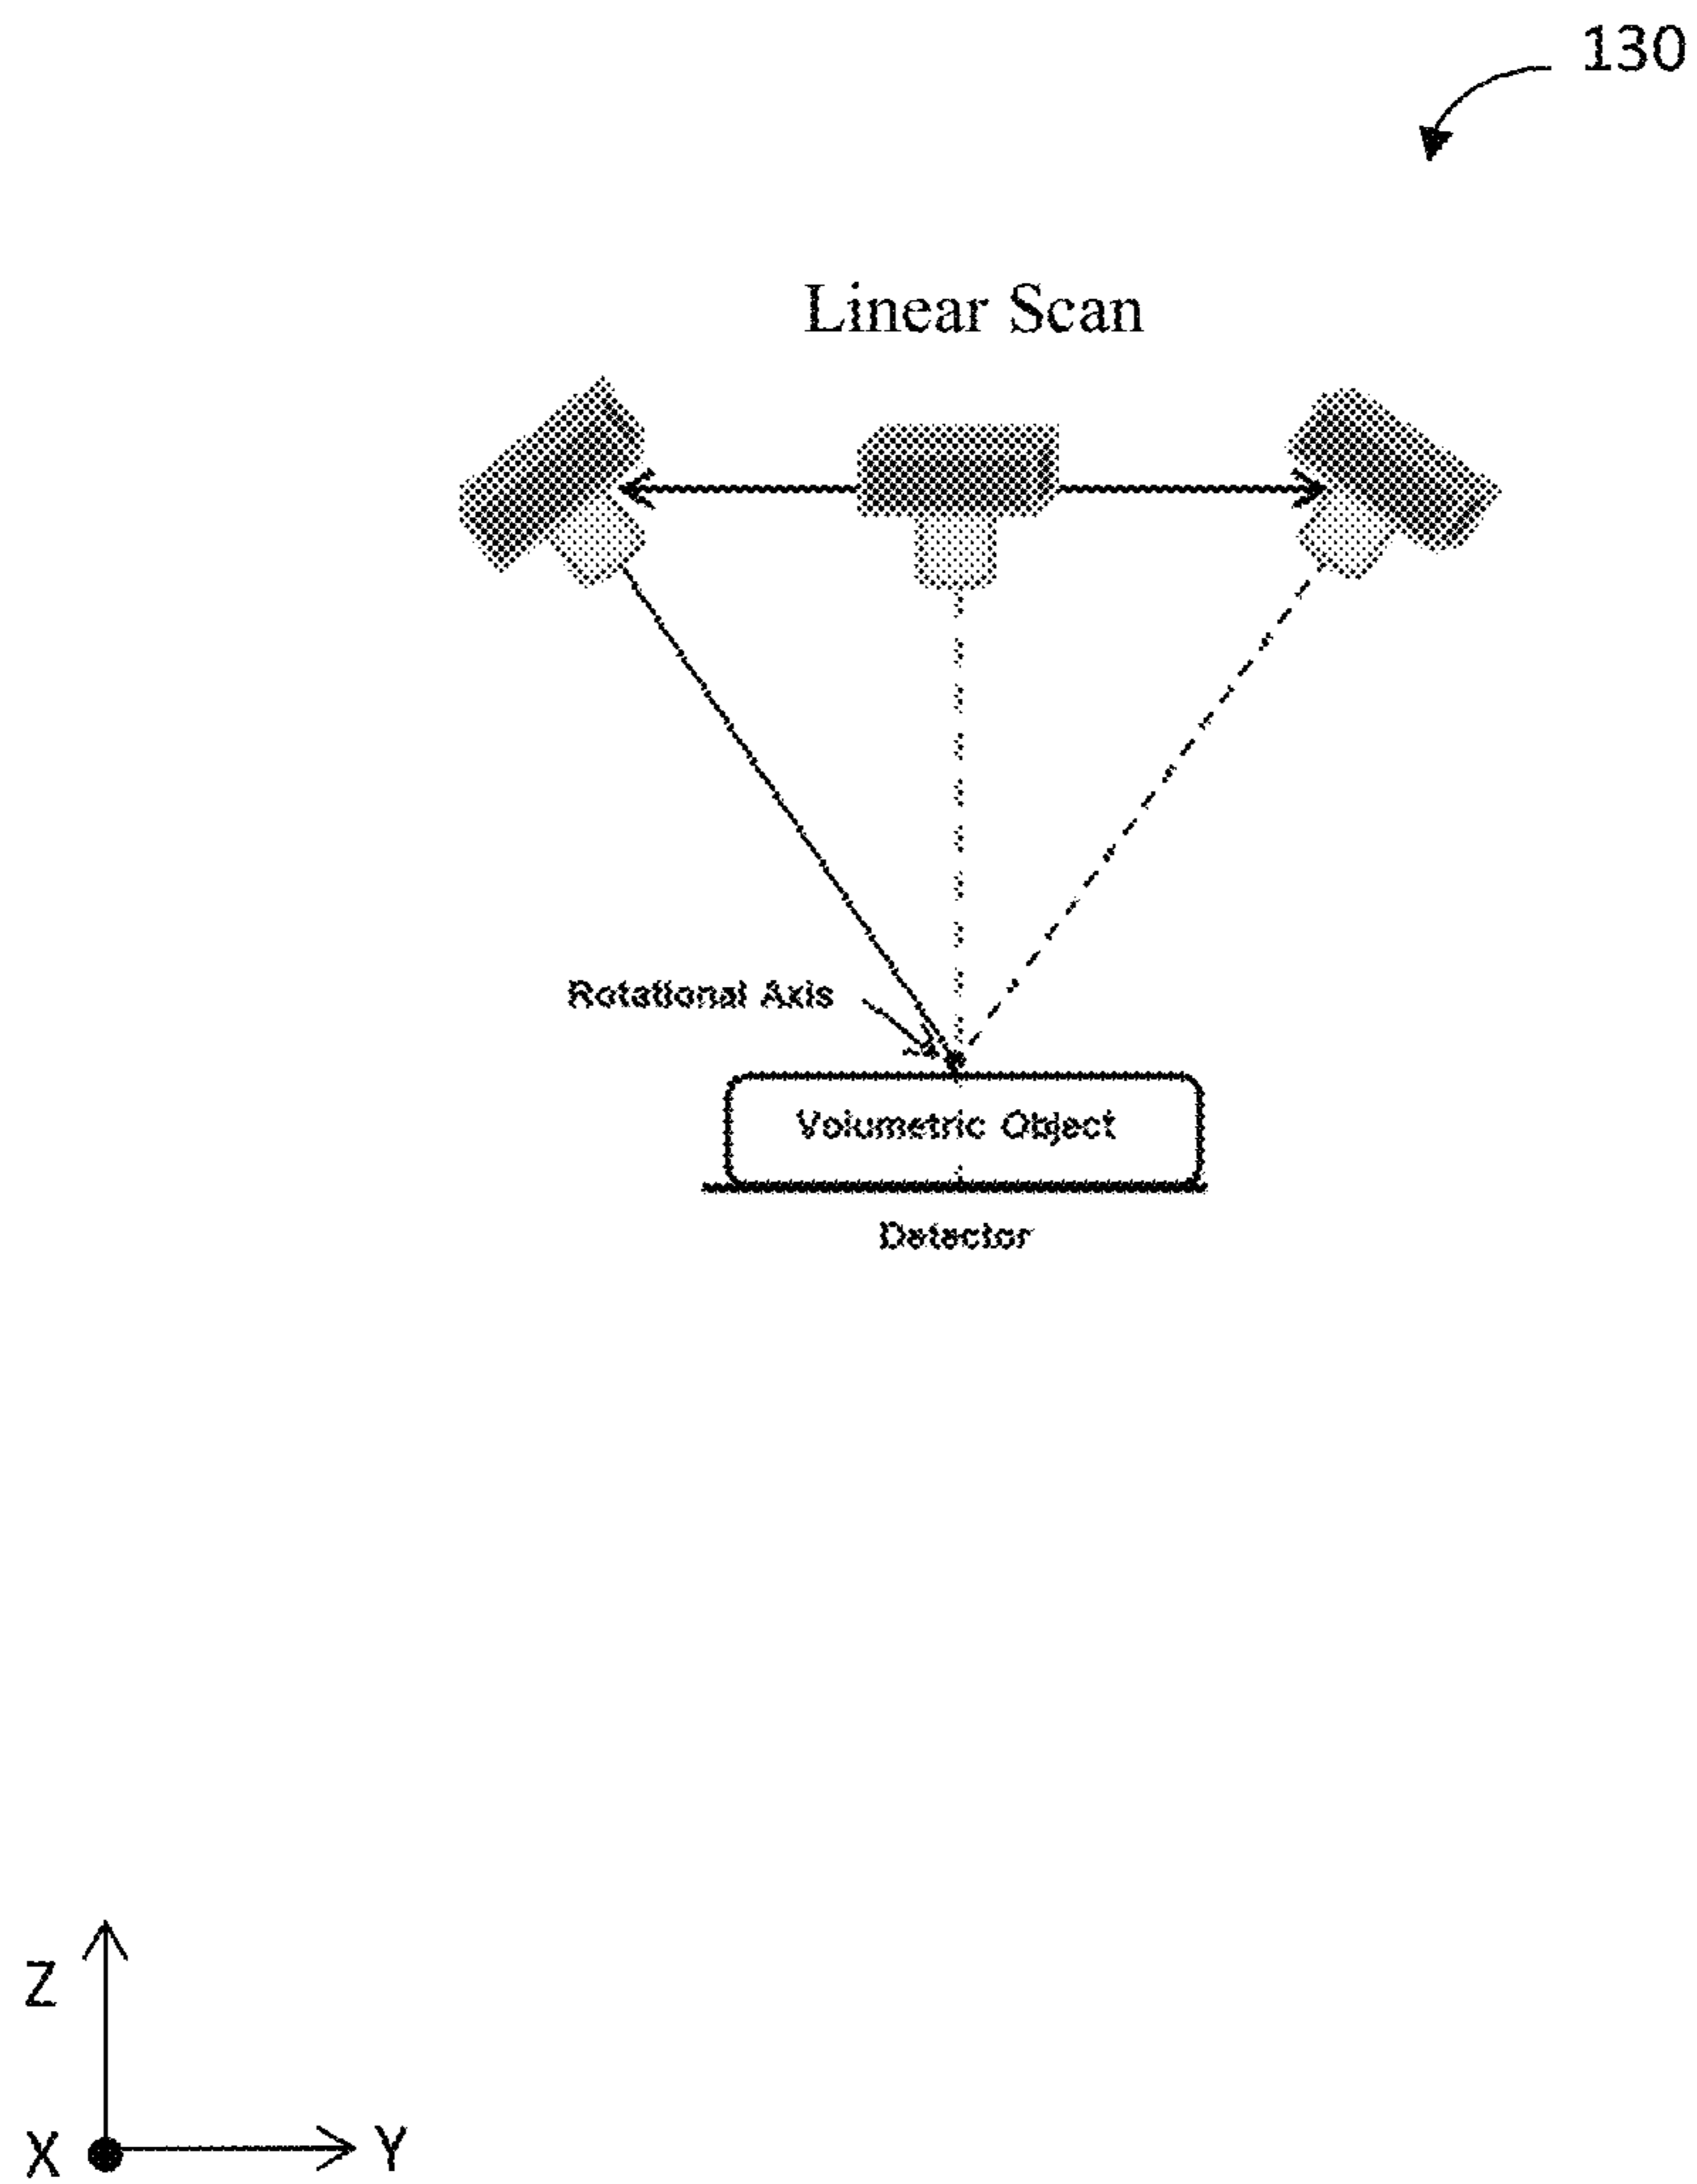 130
Linear Scan
Rotational Axis
Volumetric Object
Detector
Z
X
Y